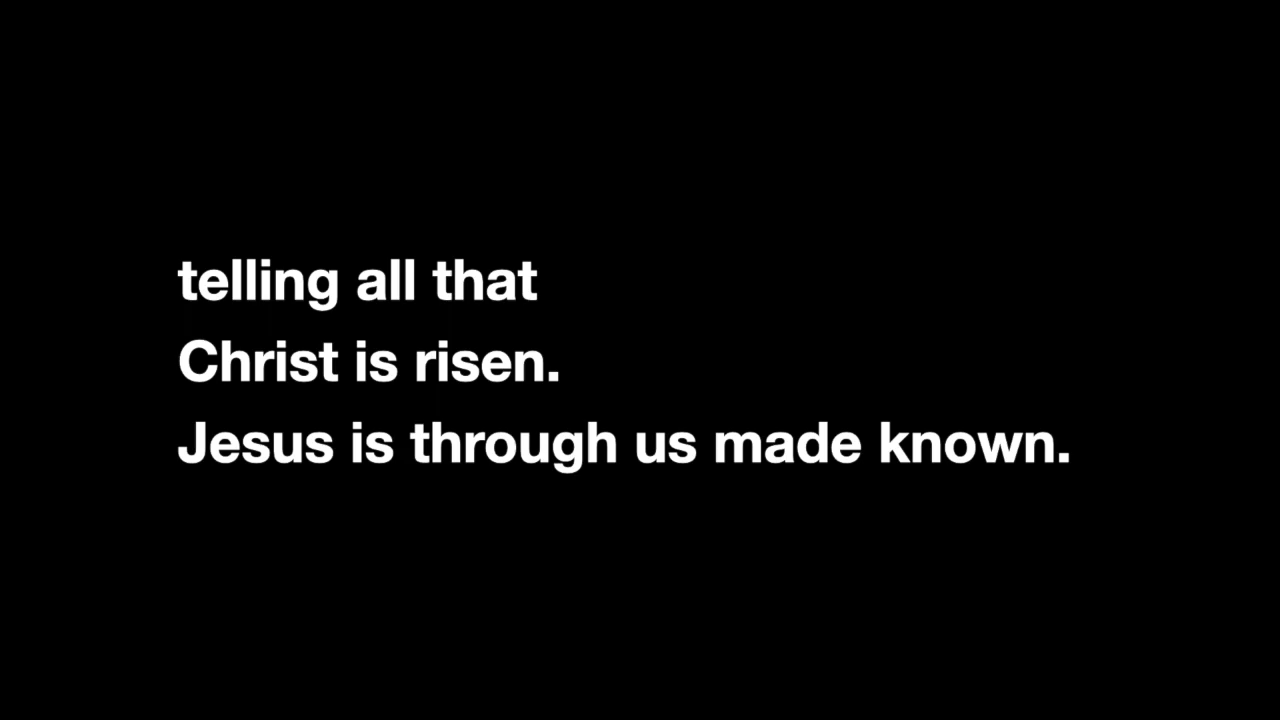 telling all that
Christ is risen.
Jesus is through us made known.